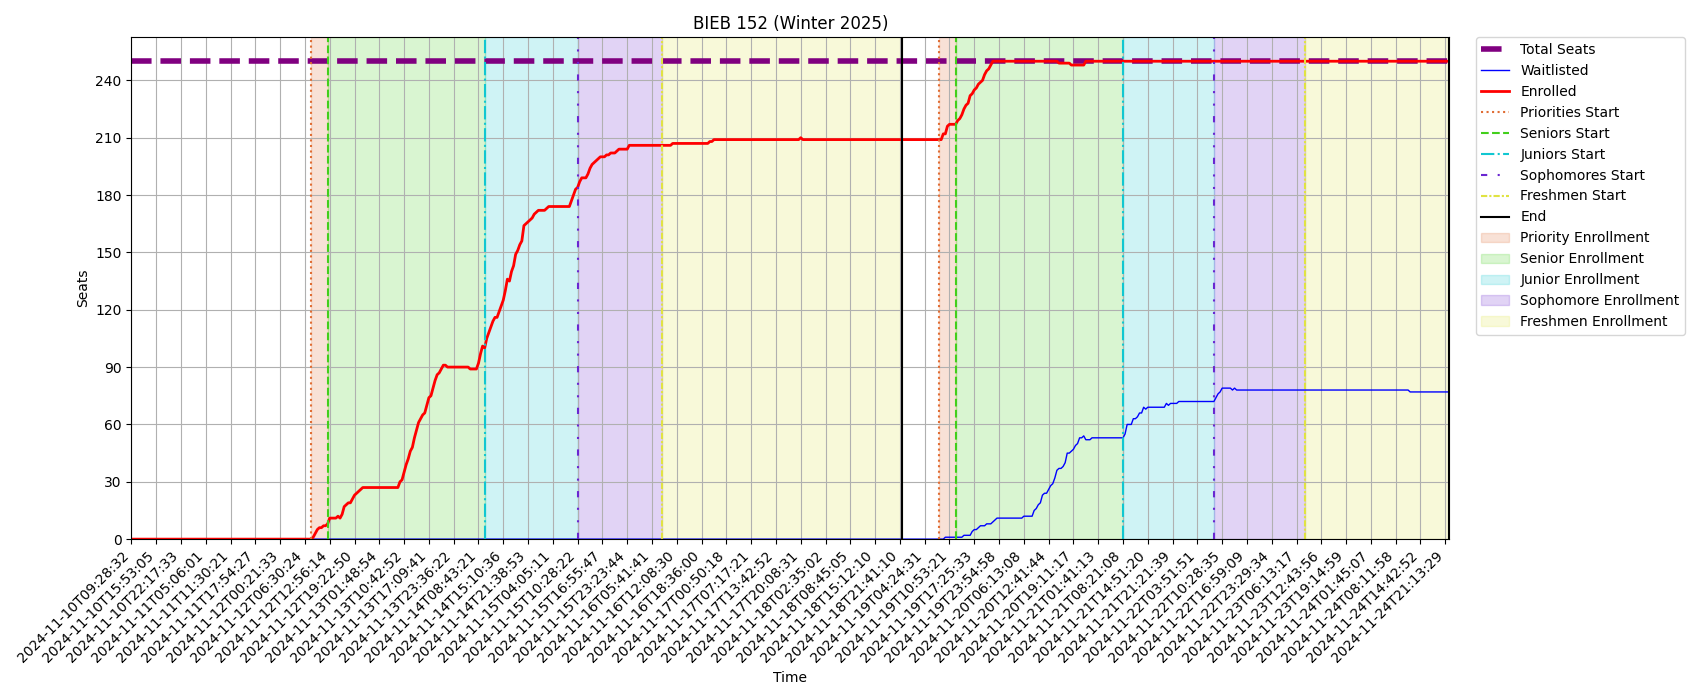 BIEB 152 (Winter 2025)
Seats
240
210
180
150
120
90
60
30
0
2024-11-10T09:28:32
2024-11-10T15:53:05
2024-11-10T22:17:33
2024-11-11T05:06:01
2024-11-11T11:30:21
2024-11-11T17:54:27
2024-11-12T00:21:33
2024-11-12T06:30:24
2024-11-12T12:56:14
2024-11-12T19:22:50
2024-11-13T01:48:54
2024-11-13T10:42:52
2024-11-13T17:09:41
2024-11-13T23:36:22
2024-11-14T08:43:21
2024-11-14T15:10:36
2024-11-14T21:38:53
2024-11-15T04:05:11
2024-11-15T10:28:22
2024-11-15T16:55:47
2024-11-15T23:23:44
2024-11-16T05:41:41
2024-11-16T12:08:30
2024-11-16T18:36:00
2024-11-17T00:50:18
2024-11-17T07:17:21
2024-11-17T13:42:52
2024-11-17T20:08:31
2024-11-18T02:35:02
2024-11-18T08:45:05
2024-11-18T15:12:10
2024-11-18T21:41:10
2024-11-19T04:24:31
2024-11-19T10:53:21
2024-11-19T17:25:33
2024-11-19T23:54:58
2024-11-20T06:13:08
2024-11-20T12:41:44
2024-11-20T19:11:17
2024-11-21T01:41:13
2024-11-21T08:21:08
2024-11-21T14:51:20
2024-11-21T21:21:39
2024-11-22T03:51:51
2024-11-22T10:28:35
2024-11-22T16:59:09
2024-11-22T23:29:34
2024-11-23T06:13:17
2024-11-23T12:43:56
2024-11-23T19:14:59
2024-11-24T01:45:07
2024-11-24T08:11:58
2024-11-24T14:42:52
2024-11-24T21:13:29
Time
Total Seats
Waitlisted
Enrolled
Priorities Start
Seniors Start
Juniors Start
Sophomores Start
Freshmen Start
End
Priority Enrollment
Senior Enrollment
Junior Enrollment
Sophomore Enrollment
Freshmen Enrollment